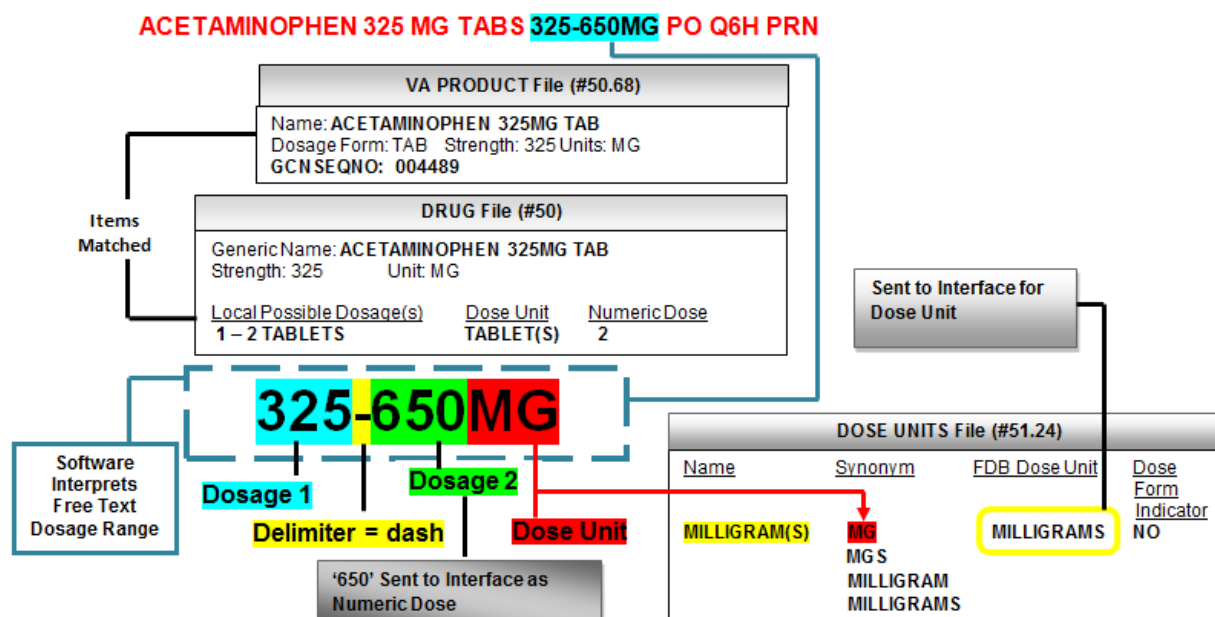 ACETAMINOPHEN 325 MG TABS 325-650MG PO Q6H PRN
VA PRODUCT File (#50.68)
Name: ACETAMINOPHEN 325MG TAB
Dosage Form: TAB Strength: 325 Units: MG
GCNSEQNO: 004489
Items
Matched
DRUG File (#50)
Generic Name: ACETAMINOPHEN 325MG TAB
Strength: 325 Unit: MG
Local Possible Dosage(s) Dose Unit Numeric Dose
1 – 2 TABLETS TABLET(S) 2
Sent to Interface for
Dose Unit
325-650MG
Software
Interprets
Free Text
Dosage Range
Dosage 1
Dosage 2
Delimiter = dash
Dose Unit
‘650’ Sent to Interface as
Numeric Dose
DOSE UNITS File (#51.24)
Name Synonym FDB Dose Unit Dose
Form
Indicator
MILLIGRAM(S) MG MILLIGRAMS NO
MGS
MILLIGRAM
MILLIGRAMS